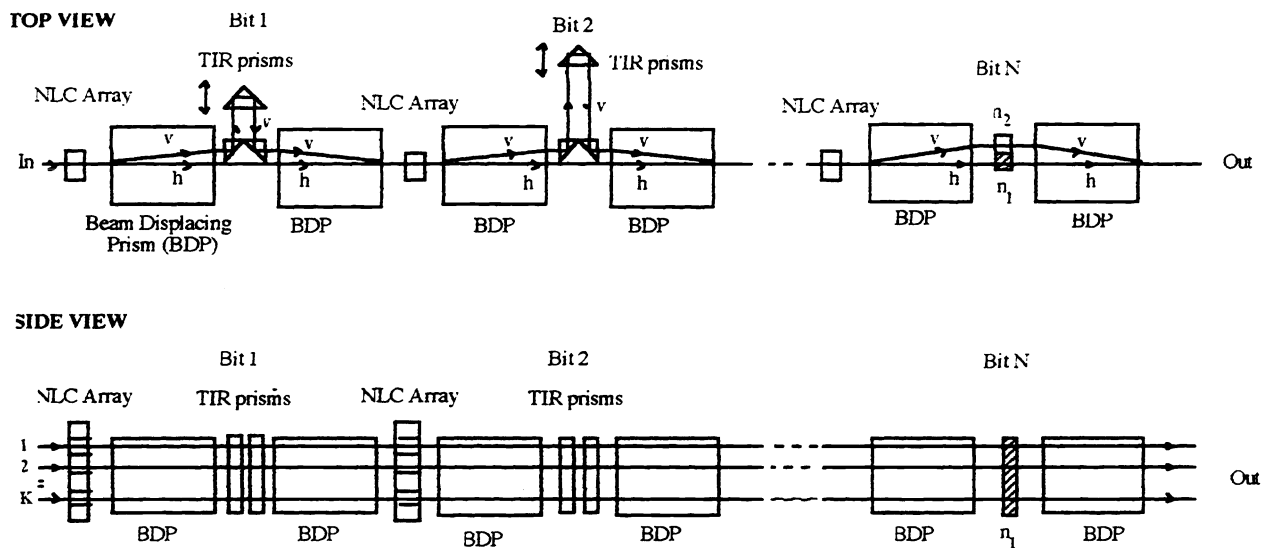 TOP VIEW
Bit 1
Bit 2
Bit N
TIR prisms
TIR prisms
NLC Array
NLC Array
NLC Array
n2
v
v
v
v
v
v
v
v
In
h
h
h
h
h
h
Out
n1
Beam Displacing
Prism (BDP)
BDP
BDP
BDP
BDP
BDP
SIDE VIEW
Bit 1
Bit 2
Bit N
NLC Array
TIR prisms
NLC Array
TIR prisms
1
2
K
Out
BDP
BDP
BDP
BDP
BDP
n1
BDP